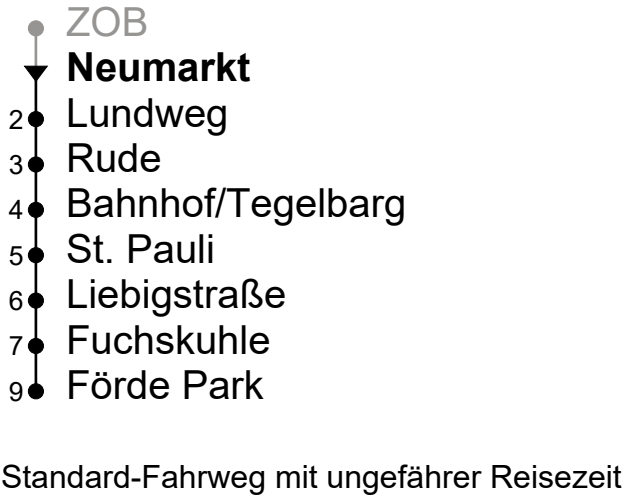 ZOB
Neumarkt
2 Lundweg
3 Rude
4 Bahnhof/Tegelbarg
5 St. Pauli
6 Liebigstraße
7 Fuchskuhle
9 Förde Park
Standard-Fahrweg mit ungefährer Reisezeit